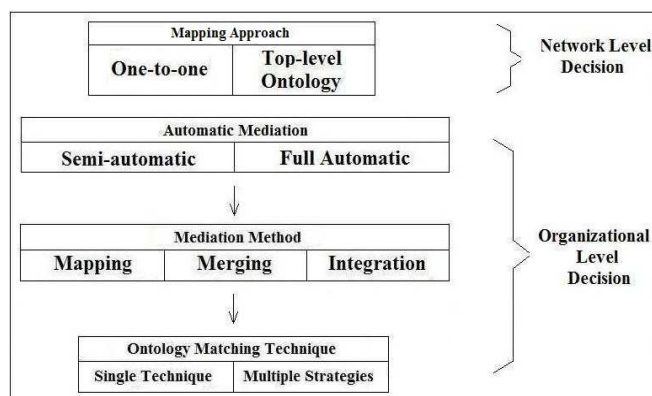 Mapping Approach
One-to-one
Top-level
Ontology
Network Level
Decision
Automatic Mediation
Semi-automatic
Full Automatic
Mediation Method
Mapping
Merging
Integration
Organizational
Level
Decision
Ontology Matching Technique
Single Technique
Multiple Strategies